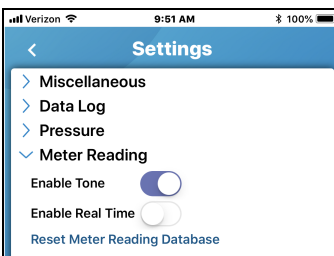 Verizon 9:51 AM 100%
Settings
Miscellaneous
Data Log
Pressure
Meter Reading
Enable Tone
Enable Real Time
Reset Meter Reading Database